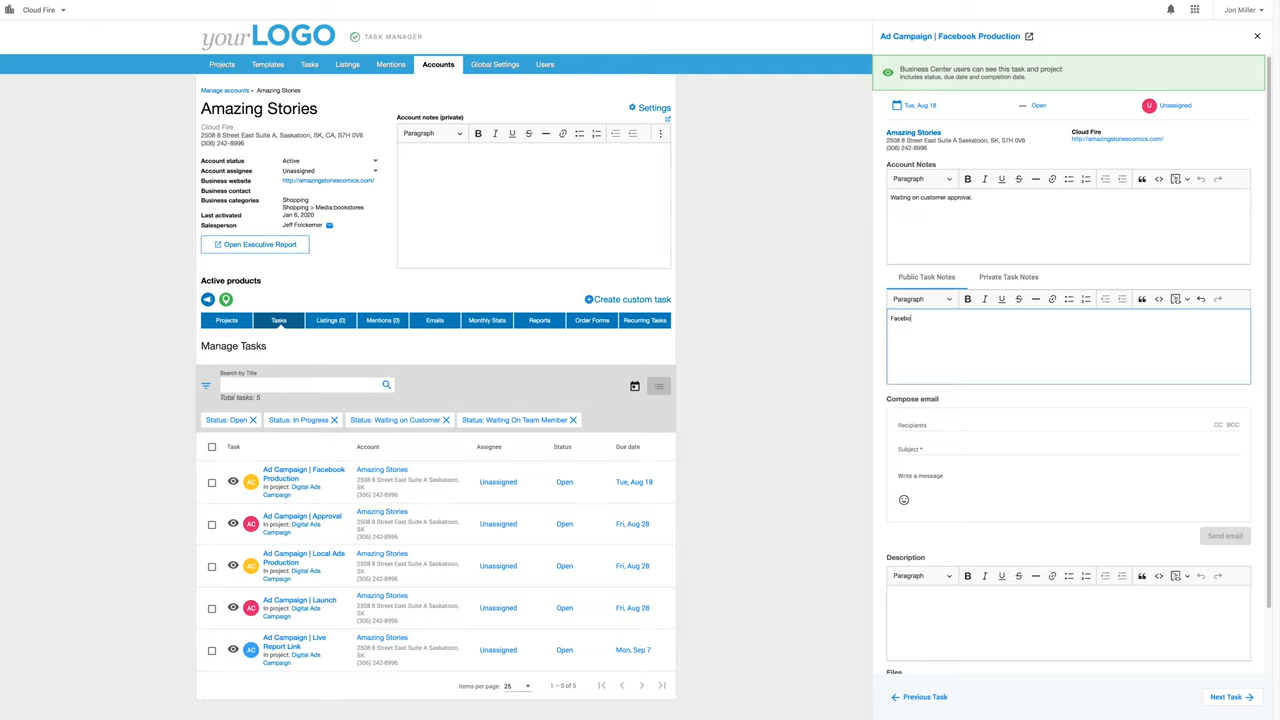 Cloud Fire
Jon Miller
yourLOGO
TASK MANAGER
Projects Templates Tasks Listings Mentions Accounts Global Settings Users
Manage accounts › Amazing Stories
Amazing Stories
Settings
Cloud Fire
2508 8 Street East Suite A, Saskatoon, SK, CA, S7H 0V6
(306) 242-8996
Account status Active
Account assignee Unassigned
Business website http://amazingstoriescomics.com/
Business contact
Business categories Shopping
Shopping > Media:bookstores
Last activated Jan 6, 2020
Salesperson Jeff Folckemer
Open Executive Report
Account notes (private)
Paragraph
Active products
Create custom task
Projects Tasks Listings (0) Mentions (0) Emails Monthly Stats Reports Order Forms Recurring Tasks
Manage Tasks
Search by Title
Total tasks: 5
Status: Open Status: In Progress Status: Waiting on Customer Status: Waiting On Team Member
Task Account Assignee Status Due date
AC Ad Campaign | Facebook Production
In project: Digital Ads Campaign
Amazing Stories
2508 8 Street East Suite A Saskatoon, SK
(306) 242-8996
Unassigned Open Tue, Aug 18
AC Ad Campaign | Approval
In project: Digital Ads Campaign
Amazing Stories
2508 8 Street East Suite A Saskatoon, SK
(306) 242-8996
Unassigned Open Fri, Aug 28
AC Ad Campaign | Local Ads Production
In project: Digital Ads Campaign
Amazing Stories
2508 8 Street East Suite A Saskatoon, SK
(306) 242-8996
Unassigned Open Fri, Aug 28
AC Ad Campaign | Launch
In project: Digital Ads Campaign
Amazing Stories
2508 8 Street East Suite A Saskatoon, SK
(306) 242-8996
Unassigned Open Fri, Aug 28
AC Ad Campaign | Live Report Link
In project: Digital Ads Campaign
Amazing Stories
2508 8 Street East Suite A Saskatoon, SK
(306) 242-8996
Unassigned Open Mon, Sep 7
Items per page: 25 1 – 5 of 5
Ad Campaign | Facebook Production
Business Center users can see this task and project
Includes status, due date and completion date.
Tue, Aug 18 Open U Unassigned
Amazing Stories
2508 8 Street East Suite A, Saskatoon, SK, S7H 0V6
(306) 242-8996
Cloud Fire
http://amazingstoriescomics.com/
Account Notes
Paragraph
Waiting on customer approval.
Public Task Notes Private Task Notes
Paragraph
Facebo
Compose email
Recipients CC BCC
Subject *
Write a message
Send email
Description
Paragraph
Files
Previous Task Next Task